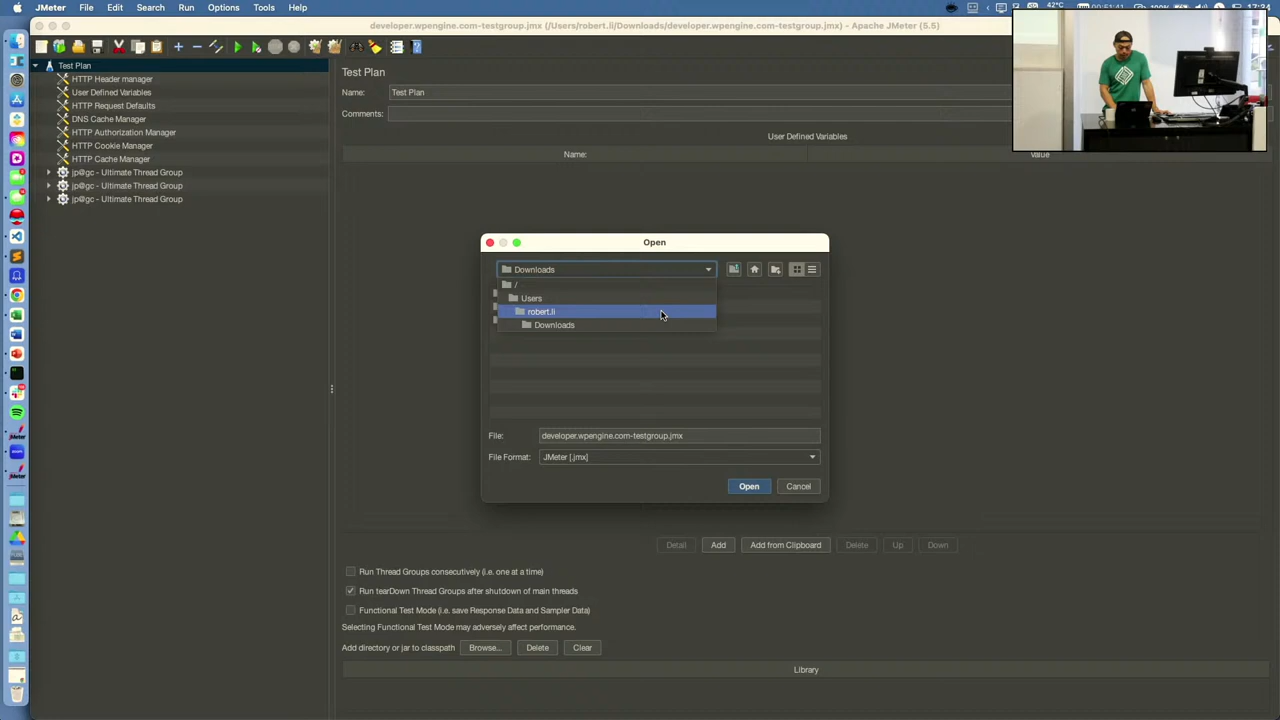 JMeter File Edit Search Run Options Tools Help
42°C
17:24
developer.wpengine.com-testgroup.jmx (/Users/robert.li/Downloads/developer.wpengine.com-testgroup.jmx) - Apache JMeter (5.5)
00:51:41
Test Plan
HTTP Header manager
User Defined Variables
HTTP Request Defaults
DNS Cache Manager
HTTP Authorization Manager
HTTP Cookie Manager
HTTP Cache Manager
jp@gc - Ultimate Thread Group
jp@gc - Ultimate Thread Group
jp@gc - Ultimate Thread Group
Test Plan
Name: Test Plan
Comments:
User Defined Variables
Name: Value
Open
Downloads
/
Users
robert.li
Downloads
File: developer.wpengine.com-testgroup.jmx
File Format: JMeter [.jmx]
Open Cancel
Detail Add Add from Clipboard Delete Up Down
Run Thread Groups consecutively (i.e. one at a time)
Run tearDown Thread Groups after shutdown of main threads
Functional Test Mode (i.e. save Response Data and Sampler Data)
Selecting Functional Test Mode may adversely affect performance.
Add directory or jar to classpath Browse... Delete Clear
Library